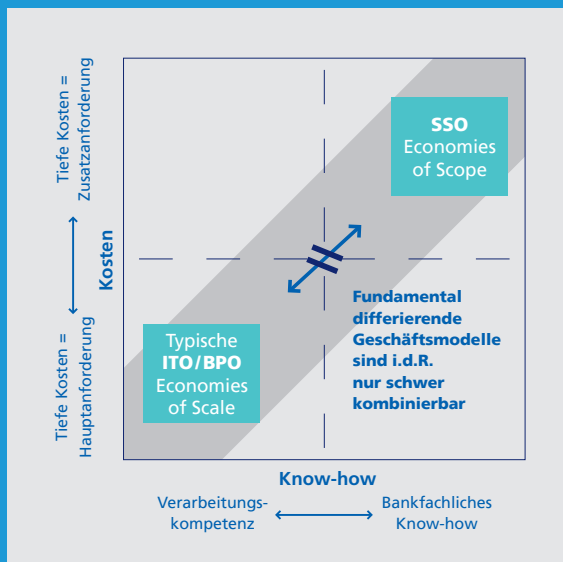 Tiefe Kosten =
Zusatzanforderung
Kosten
Tiefe Kosten =
Hauptanforderung
SSO
Economies
of Scope
Fundamental
differierende
Geschäftsmodelle
sind i.d.R.
nur schwer
kombinierbar
Typische
ITO/BPO
Economies
of Scale
Know-how
Verarbeitungs-
kompetenz
Bankfachliches
Know-how